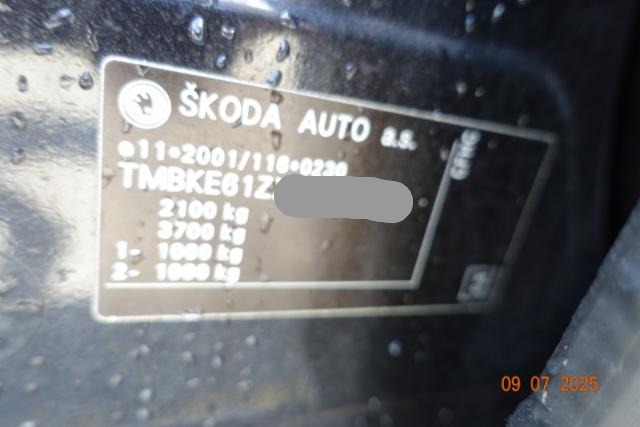 ŠKODA AUTO a.s.
e11*2001/116*0230
TMBKE61Z
2100 kg
3700 kg
1- 1000 kg
2- 1000 kg
09 07 2025